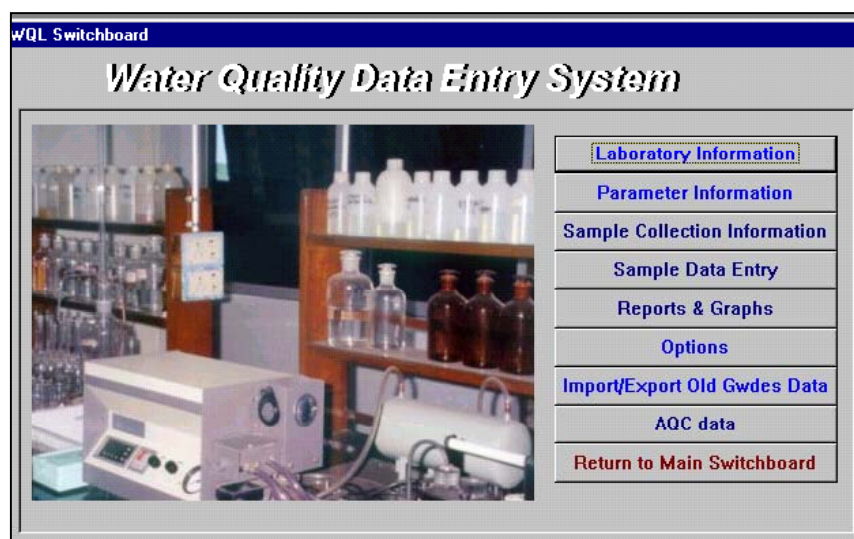 WQL Switchboard
Water Quality Data Entry System
Laboratory Information
Parameter Information
Sample Collection Information
Sample Data Entry
Reports & Graphs
Options
Import/Export Old Gwdes Data
AQC data
Return to Main Switchboard